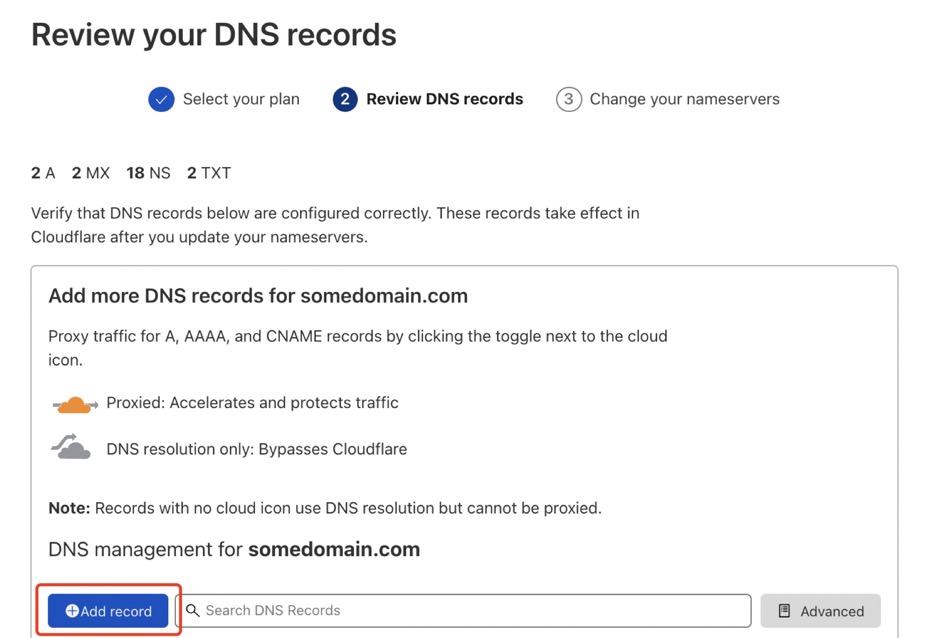 Review your DNS records
Select your plan
2 Review DNS records
3 Change your nameservers
2 A 2 MX 18 NS 2 TXT
Verify that DNS records below are configured correctly. These records take effect in
Cloudflare after you update your nameservers.
Add more DNS records for somedomain.com
Proxy traffic for A, AAAA, and CNAME records by clicking the toggle next to the cloud
icon.
Proxied: Accelerates and protects traffic
DNS resolution only: Bypasses Cloudflare
Note: Records with no cloud icon use DNS resolution but cannot be proxied.
DNS management for somedomain.com
Add record
Search DNS Records
Advanced